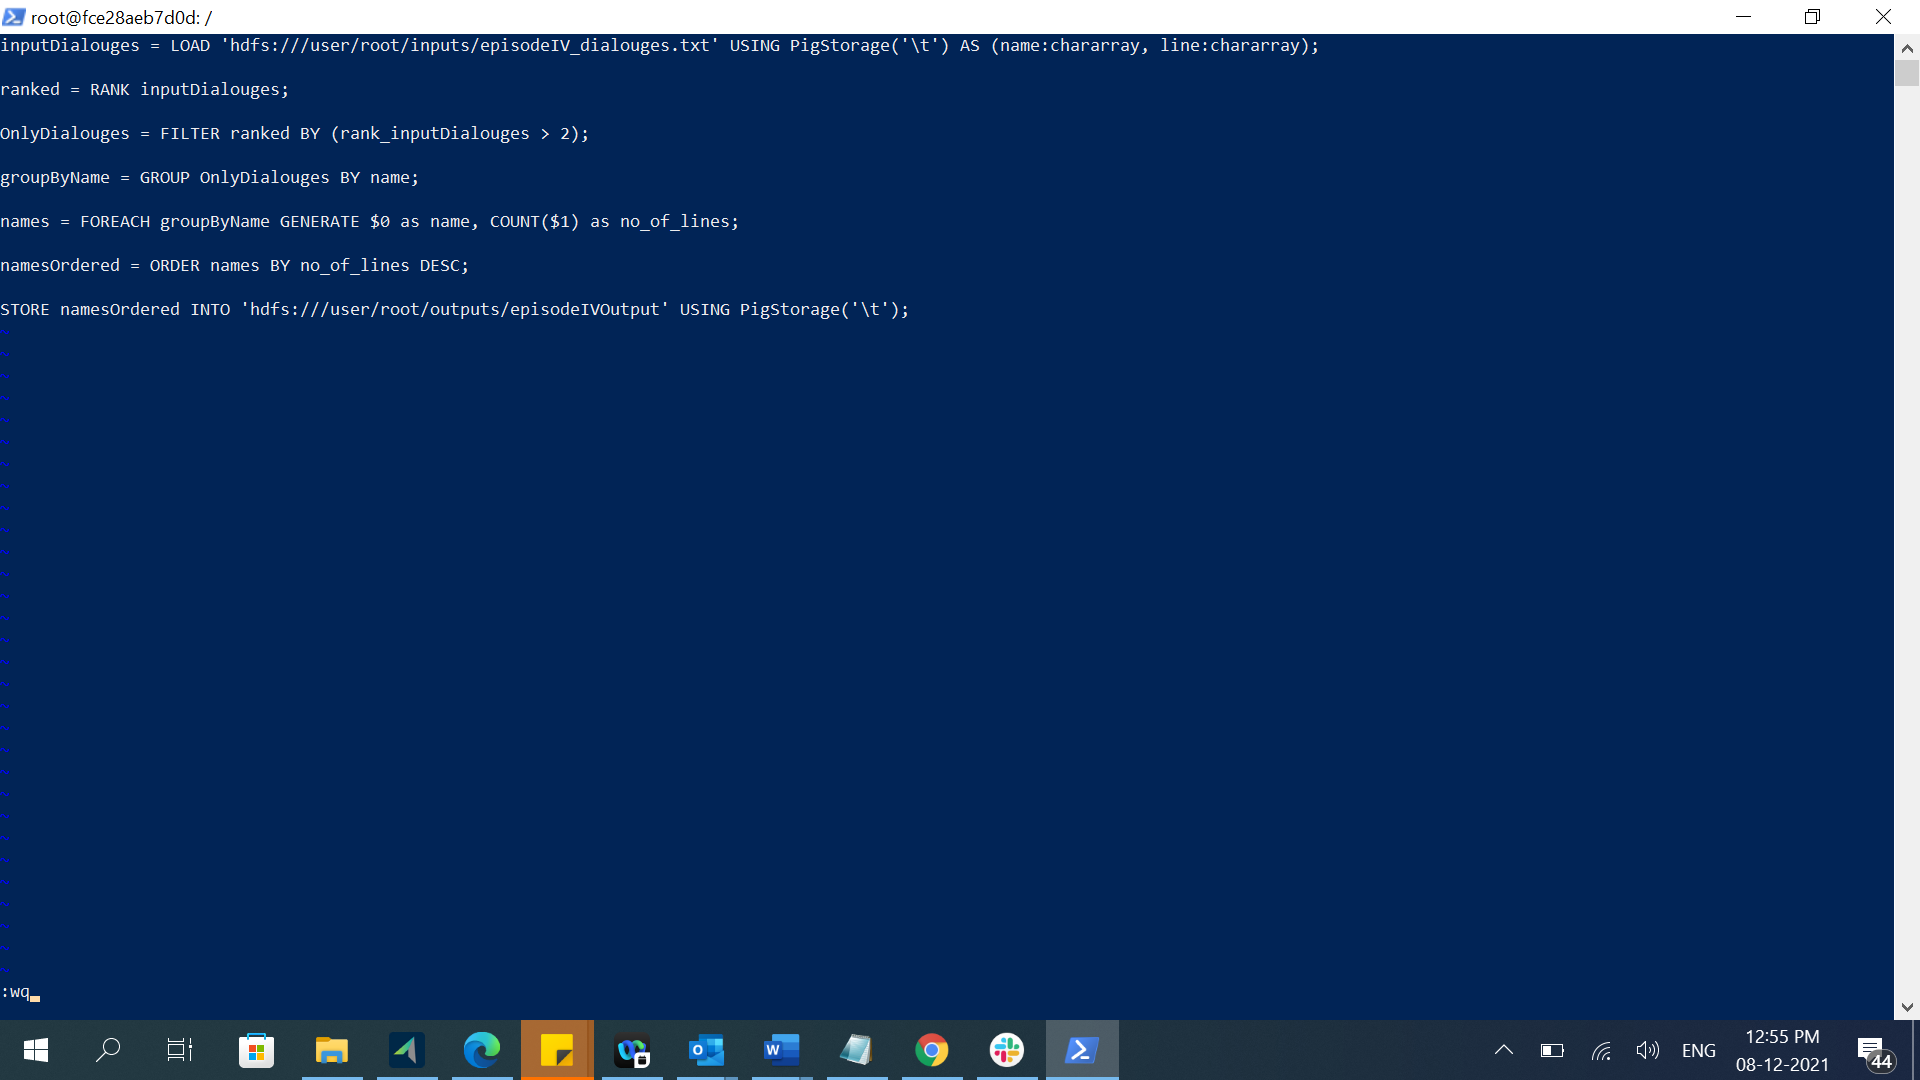 root@fce28aeb7d0d: /
inputDialouges = LOAD 'hdfs:///user/root/inputs/episodeIV_dialouges.txt' USING PigStorage('\t') AS (name:chararray, line:chararray);
ranked = RANK inputDialouges;
OnlyDialouges = FILTER ranked BY (rank_inputDialouges > 2);
groupByName = GROUP OnlyDialouges BY name;
names = FOREACH groupByName GENERATE $0 as name, COUNT($1) as no_of_lines;
namesOrdered = ORDER names BY no_of_lines DESC;
STORE namesOrdered INTO 'hdfs:///user/root/outputs/episodeIVOutput' USING PigStorage('\t');
:wq
ENG
12:55 PM
08-12-2021
44